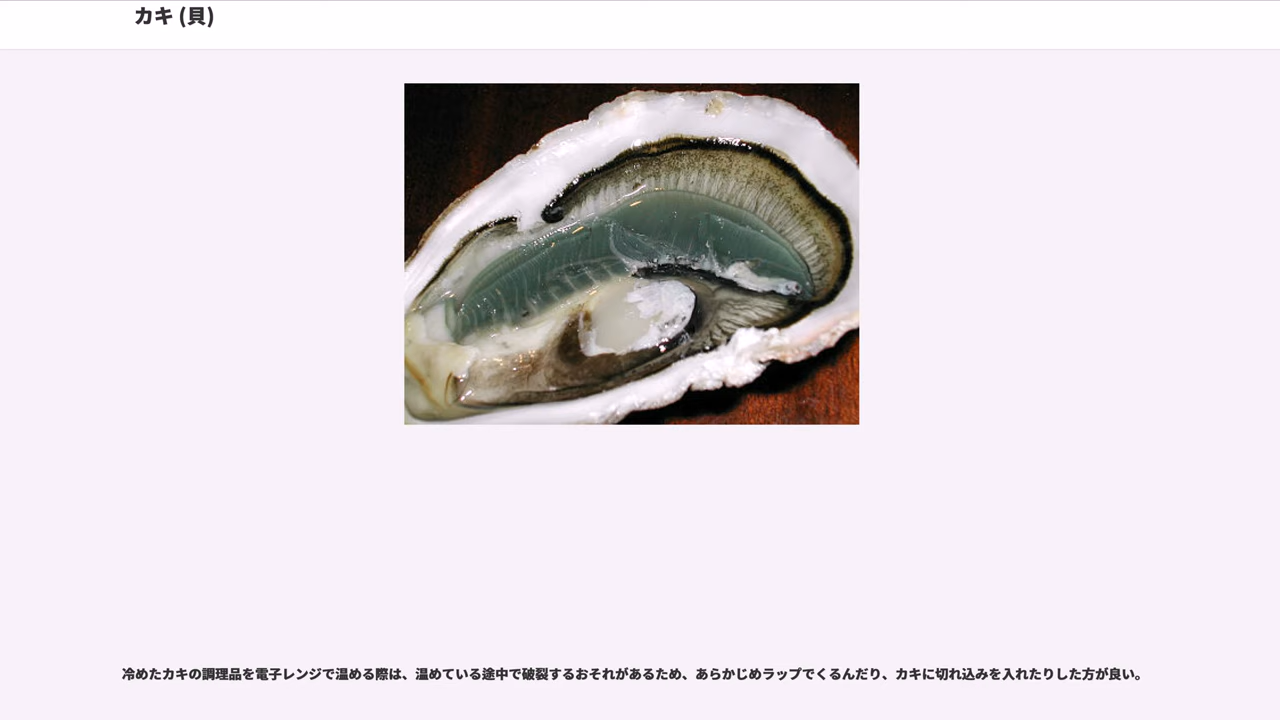 カキ (貝)
冷めたカキの調理品を電子レンジで温める際は、温めている途中で破裂するおそれがあるため、あらかじめラップでくるんだり、カキに切れ込みを入れたりした方が良い。